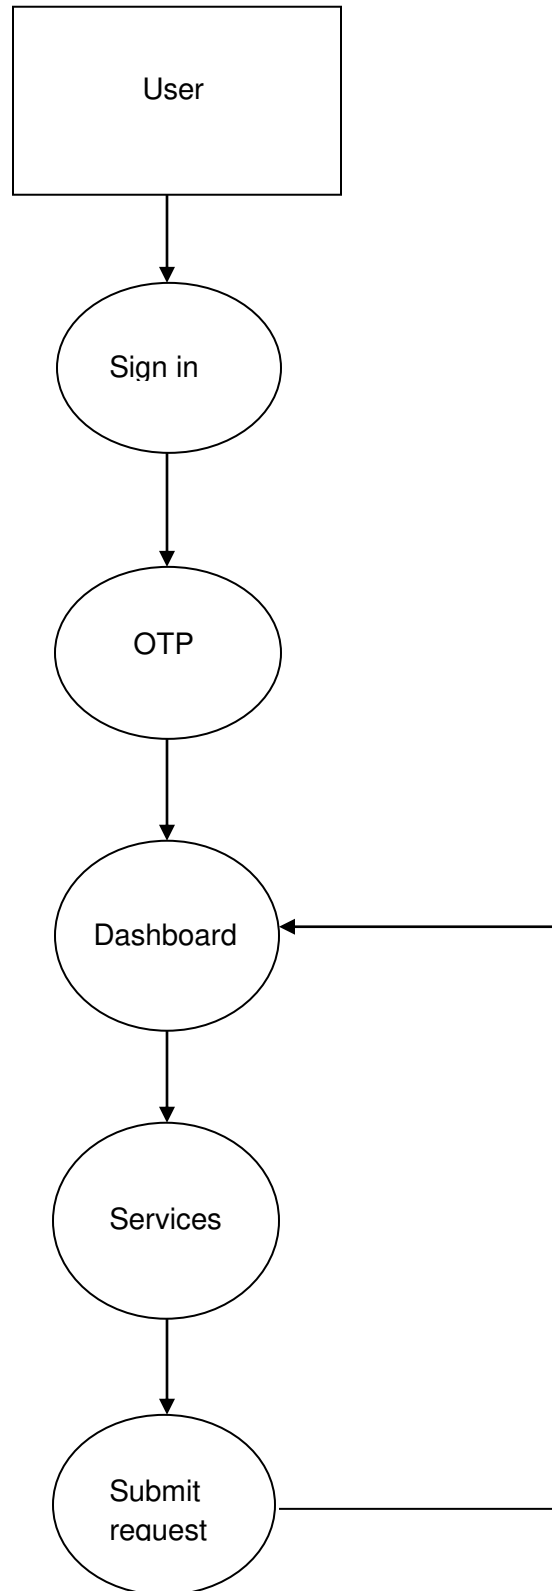 User
Sign in
OTP
Dashboard
Services
Submit
request